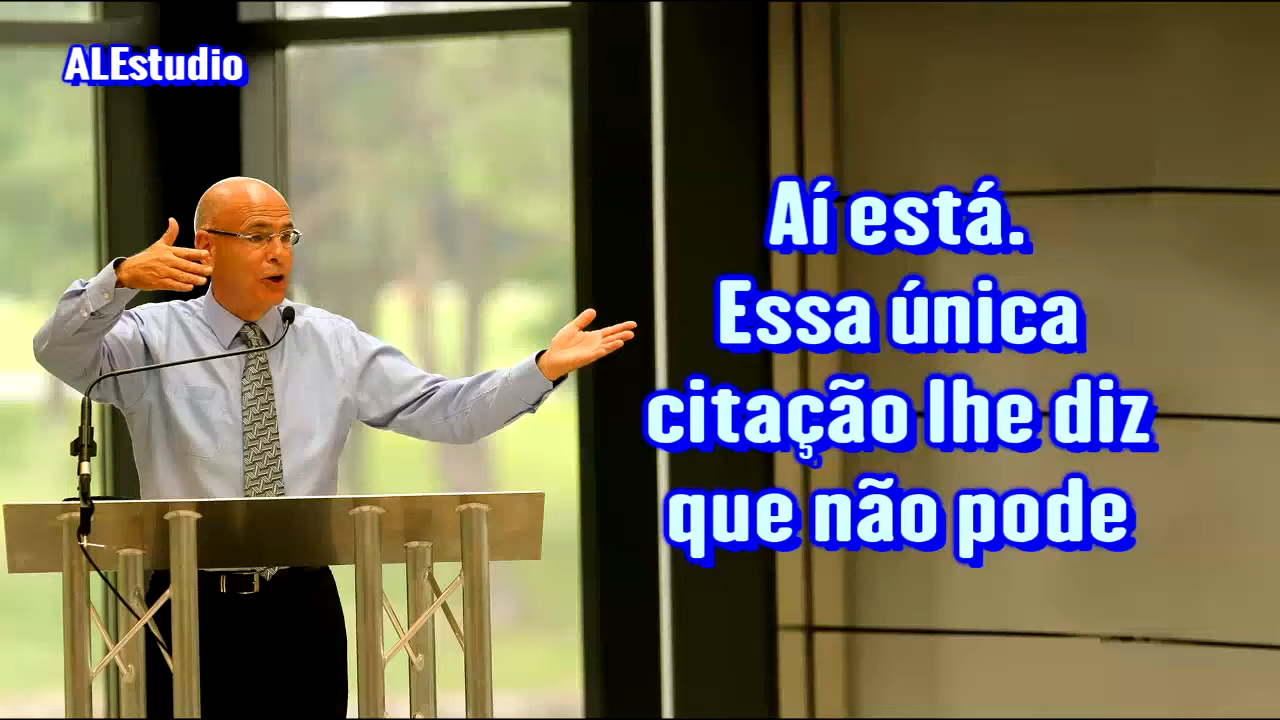 ALEstudio
Aí está.
Essa única
citação lhe diz
que não pode